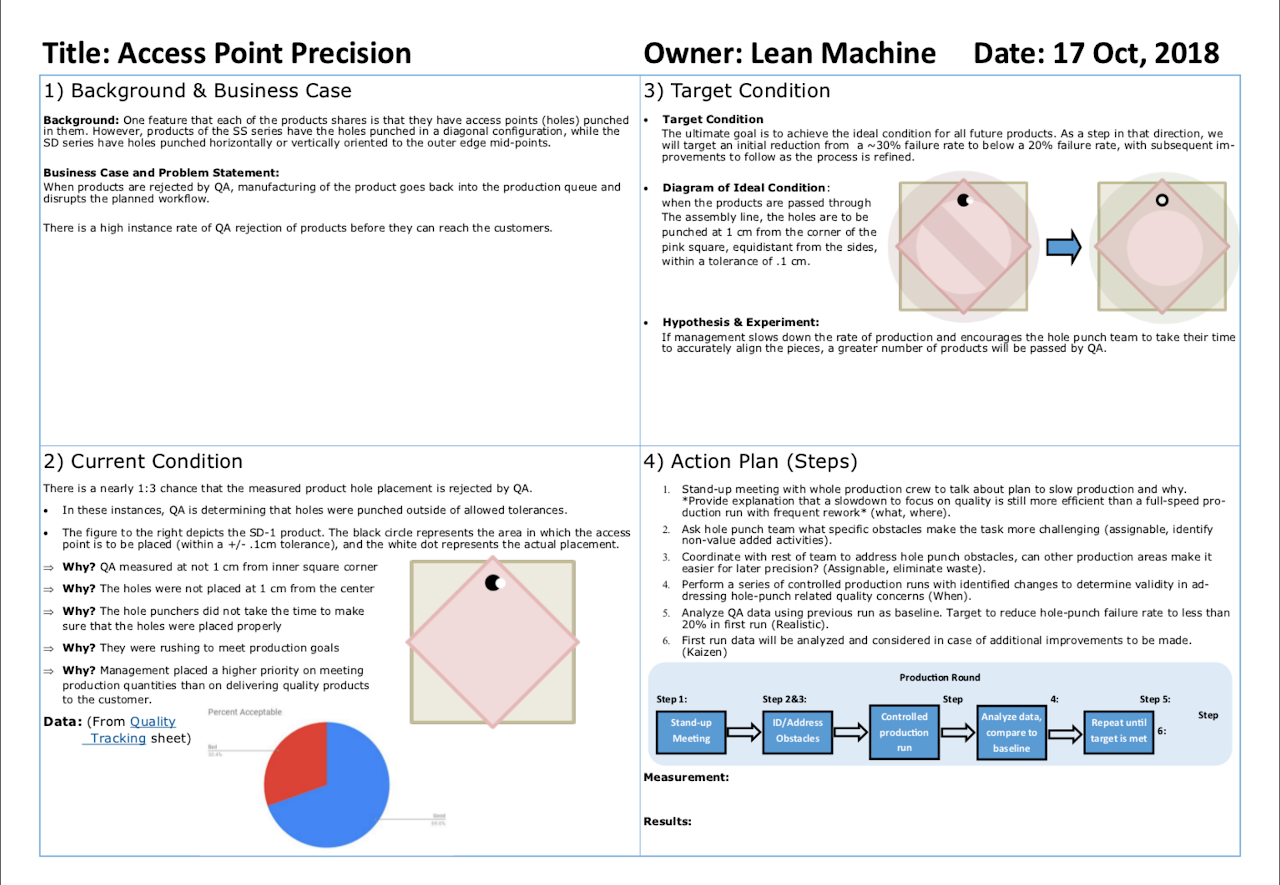 Title: Access Point Precision
Owner: Lean Machine
Date: 17 Oct, 2018
1) Background & Business Case
Background: One feature that each of the products shares is that they have access points (holes) punched
in them. However, products of the SS series have the holes punched in a diagonal configuration, while the
SD series have holes punched horizontally or vertically oriented to the outer edge mid-points.
Business Case and Problem Statement:
When products are rejected by QA, manufacturing of the product goes back into the production queue and
disrupts the planned workflow.
There is a high instance rate of QA rejection of products before they can reach the customers.
2) Current Condition
There is a nearly 1:3 chance that the measured product hole placement is rejected by QA.
• In these instances, QA is determining that holes were punched outside of allowed tolerances.
• The figure to the right depicts the SD-1 product. The black circle represents the area in which the access
point is to be placed (within a +/- .1cm tolerance), and the white dot represents the actual placement.
⇒ Why? QA measured at not 1 cm from inner square corner
⇒ Why? The holes were not placed at 1 cm from the center
⇒ Why? The hole punchers did not take the time to make
sure that the holes were placed properly
⇒ Why? They were rushing to meet production goals
⇒ Why? Management placed a higher priority on meeting
production quantities than on delivering quality products
to the customer.
Data: (From Quality
Tracking sheet)
Percent Acceptable
3) Target Condition
• Target Condition
The ultimate goal is to achieve the ideal condition for all future products. As a step in that direction, we
will target an initial reduction from a ~30% failure rate to below a 20% failure rate, with subsequent im-
provements to follow as the process is refined.
• Diagram of Ideal Condition:
when the products are passed through
The assembly line, the holes are to be
punched at 1 cm from the corner of the
pink square, equidistant from the sides,
within a tolerance of .1 cm.
• Hypothesis & Experiment:
If management slows down the rate of production and encourages the hole punch team to take their time
to accurately align the pieces, a greater number of products will be passed by QA.
4) Action Plan (Steps)
1. Stand-up meeting with whole production crew to talk about plan to slow production and why.
*Provide explanation that a slowdown to focus on quality is still more efficient than a full-speed pro-
duction run with frequent rework* (what, where).
2. Ask hole punch team what specific obstacles make the task more challenging (assignable, identify
non-value added activities).
3. Coordinate with rest of team to address hole punch obstacles, can other production areas make it
easier for later precision? (Assignable, eliminate waste).
4. Perform a series of controlled production runs with identified changes to determine validity in ad-
dressing hole-punch related quality concerns (When).
5. Analyze QA data using previous run as baseline. Target to reduce hole-punch failure rate to less than
20% in first run (Realistic).
6. First run data will be analyzed and considered in case of additional improvements to be made.
(Kaizen)
Production Round
Step 1: Step 2&3: Step 4: Step 5:
Step
6:
Stand-up
Meeting
ID/Address
Obstacles
Controlled
production
run
Analyze data,
compare to
baseline
Repeat until
target is met
Measurement:
Results: